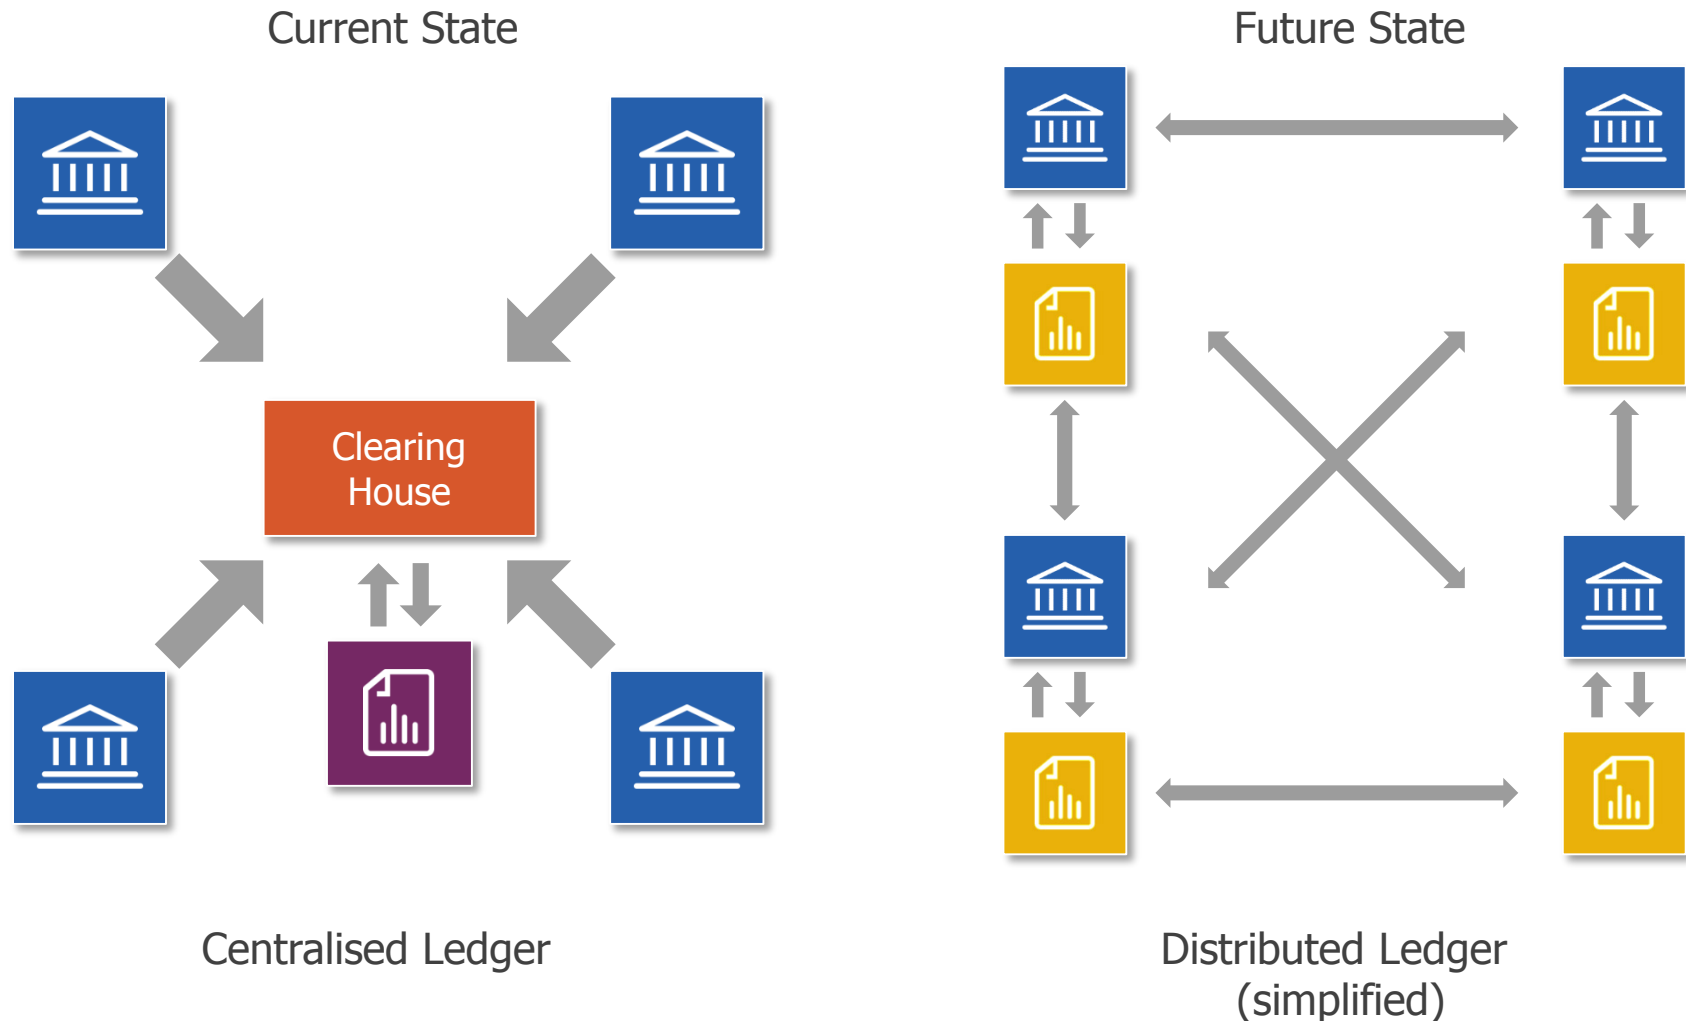 Current State
Future State
Clearing
House
Centralised Ledger
Distributed Ledger
(simplified)